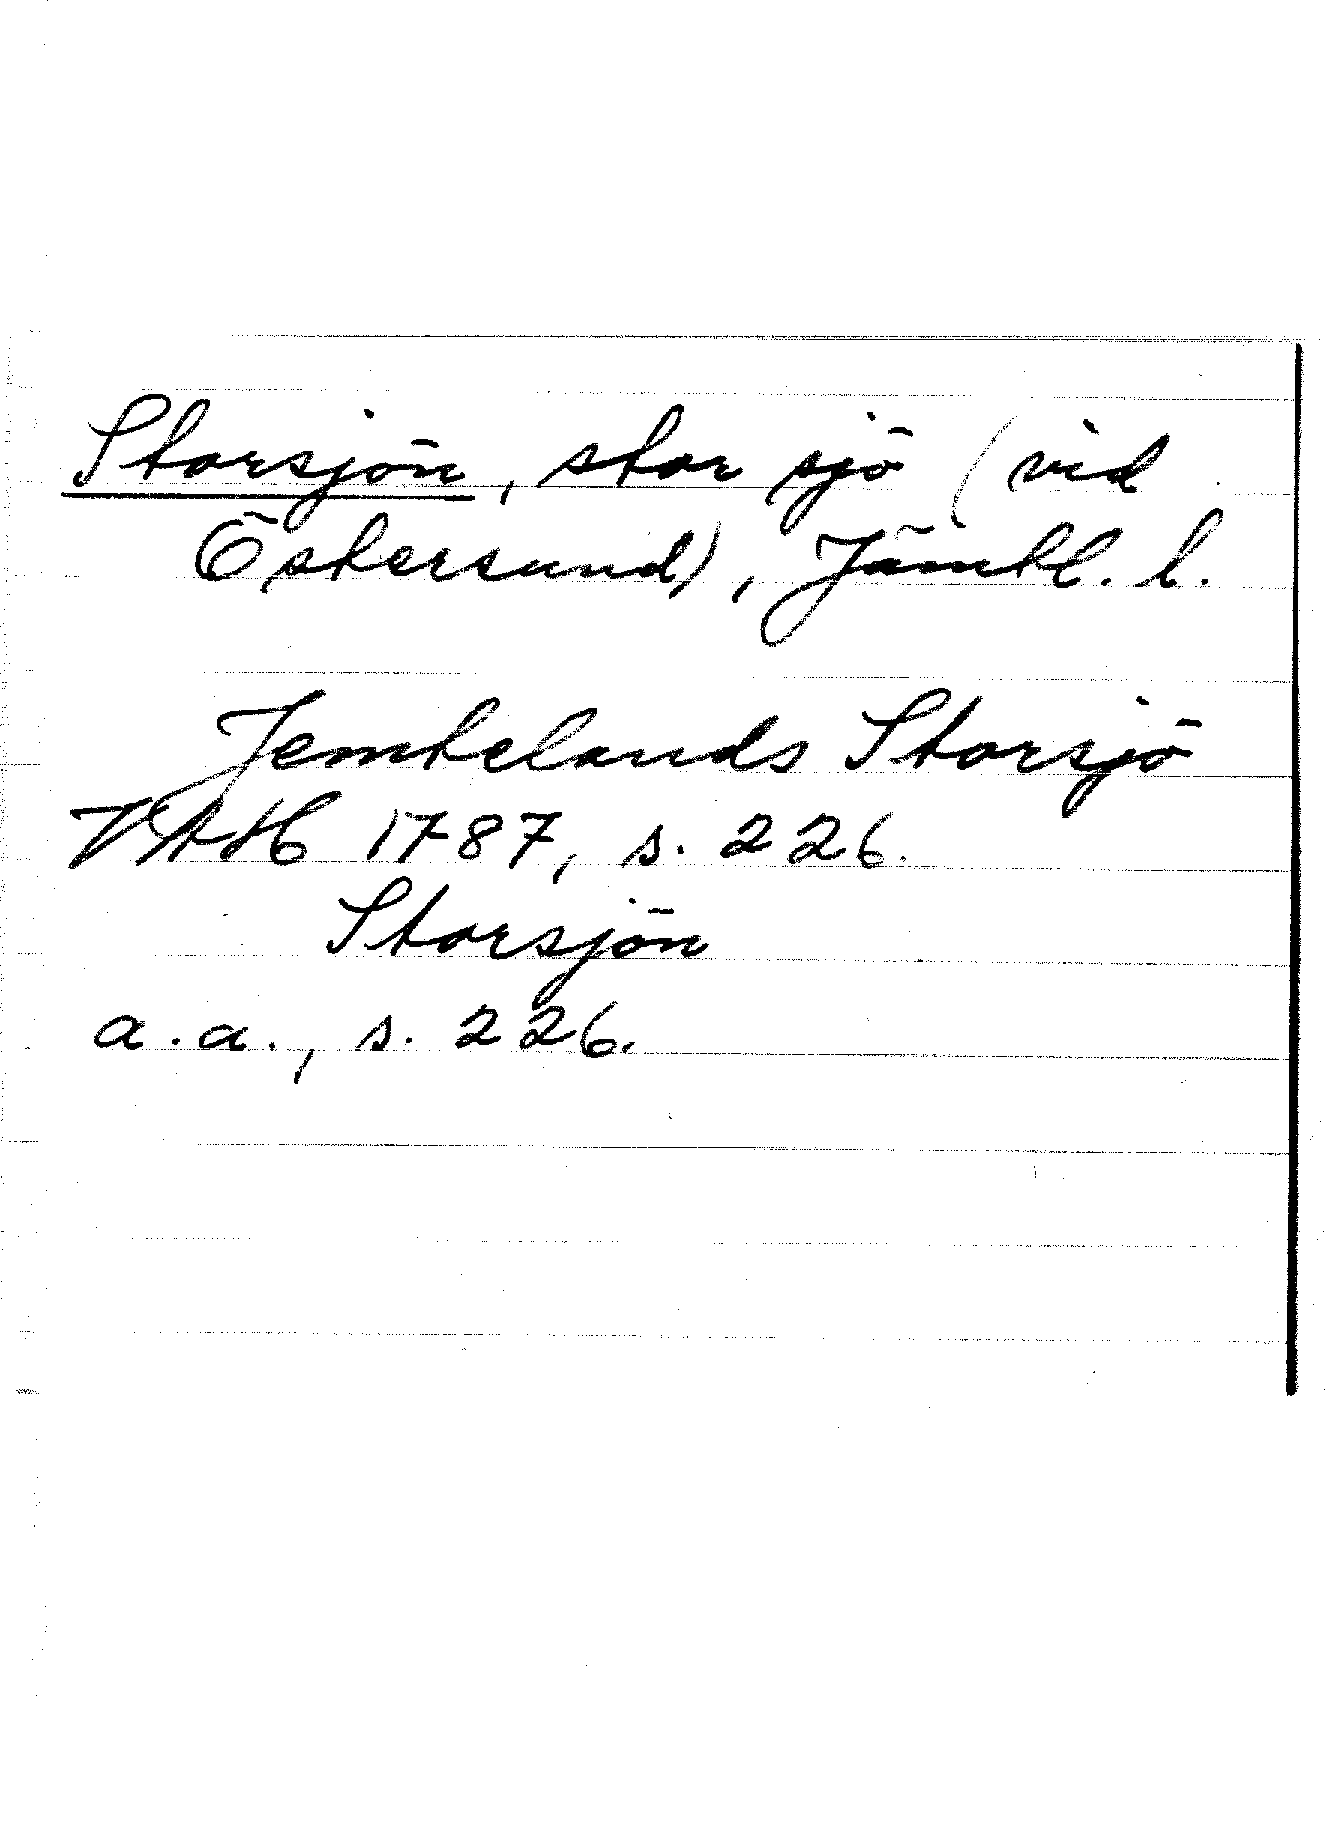 Storsjön, stor sjö (vid
Östersund), Jämtl. l.
Jemtelands Storsjö
VAH 1787, s. 226.
Storsjön
a.a., s. 226.